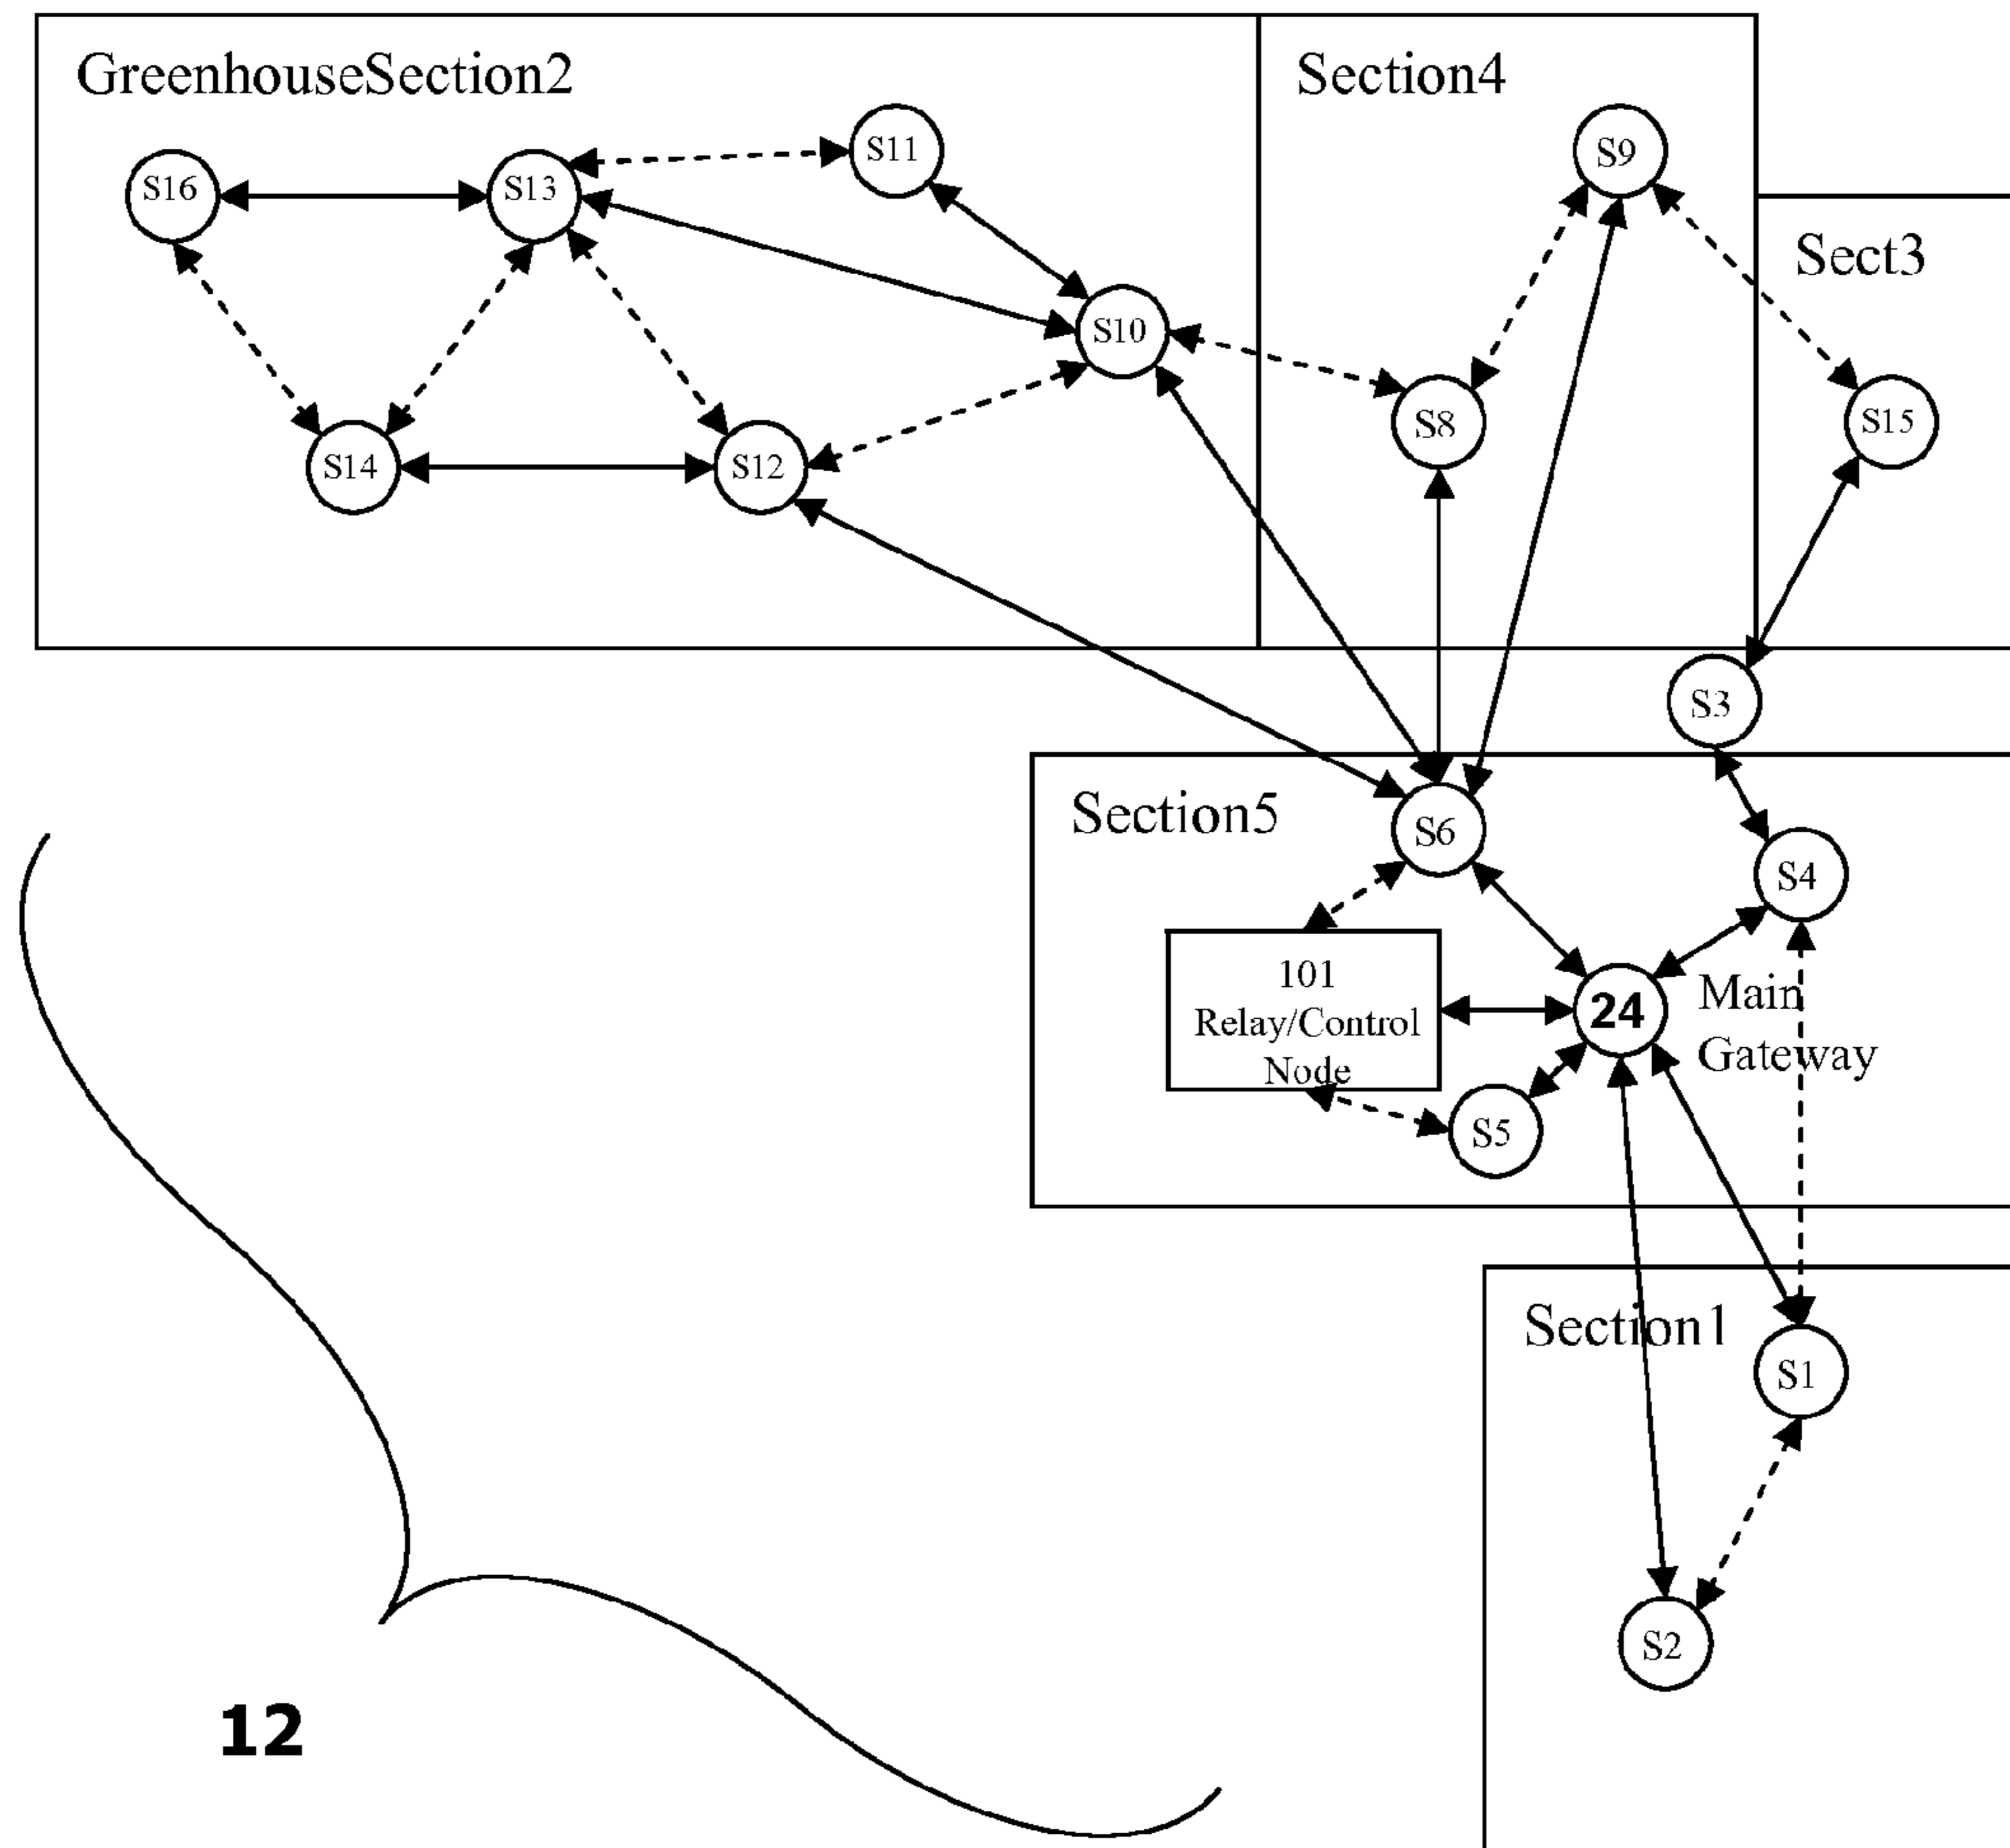 GreenhouseSection2
Section4
S11
S9
S16
S13
Sect3
S10
S8
S15
S14
S12
S3
Section5
S6
S4
101
Relay/Control
Node
24
Main
Gateway
S5
Section1
S1
S2
12